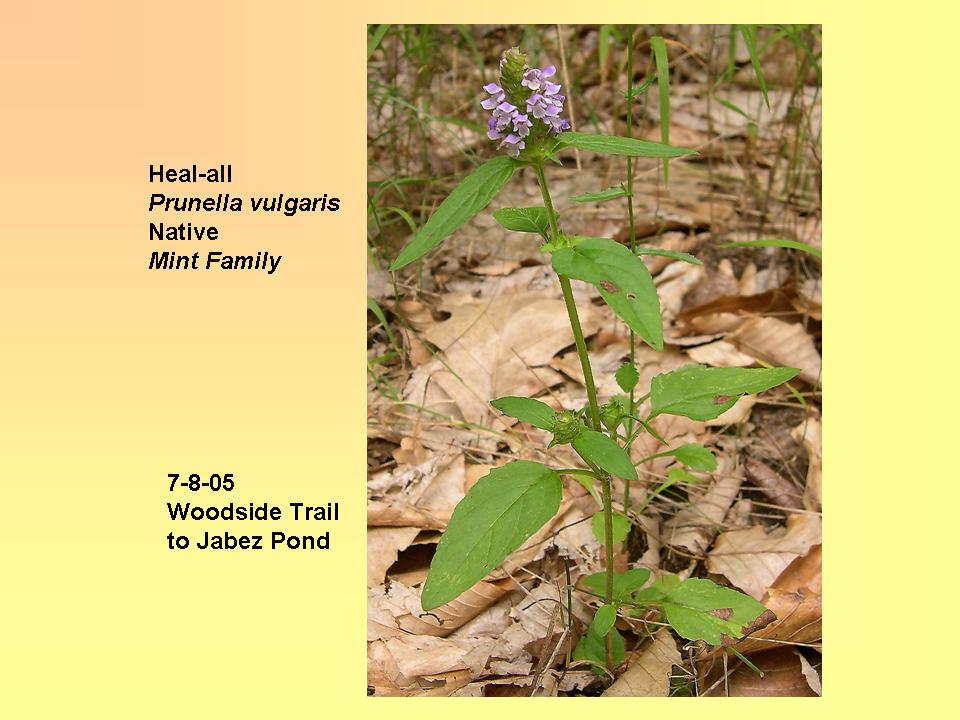 Heal-all
Prunella vulgaris
Native
Mint Family
7-8-05
Woodside Trail
to Jabez Pond